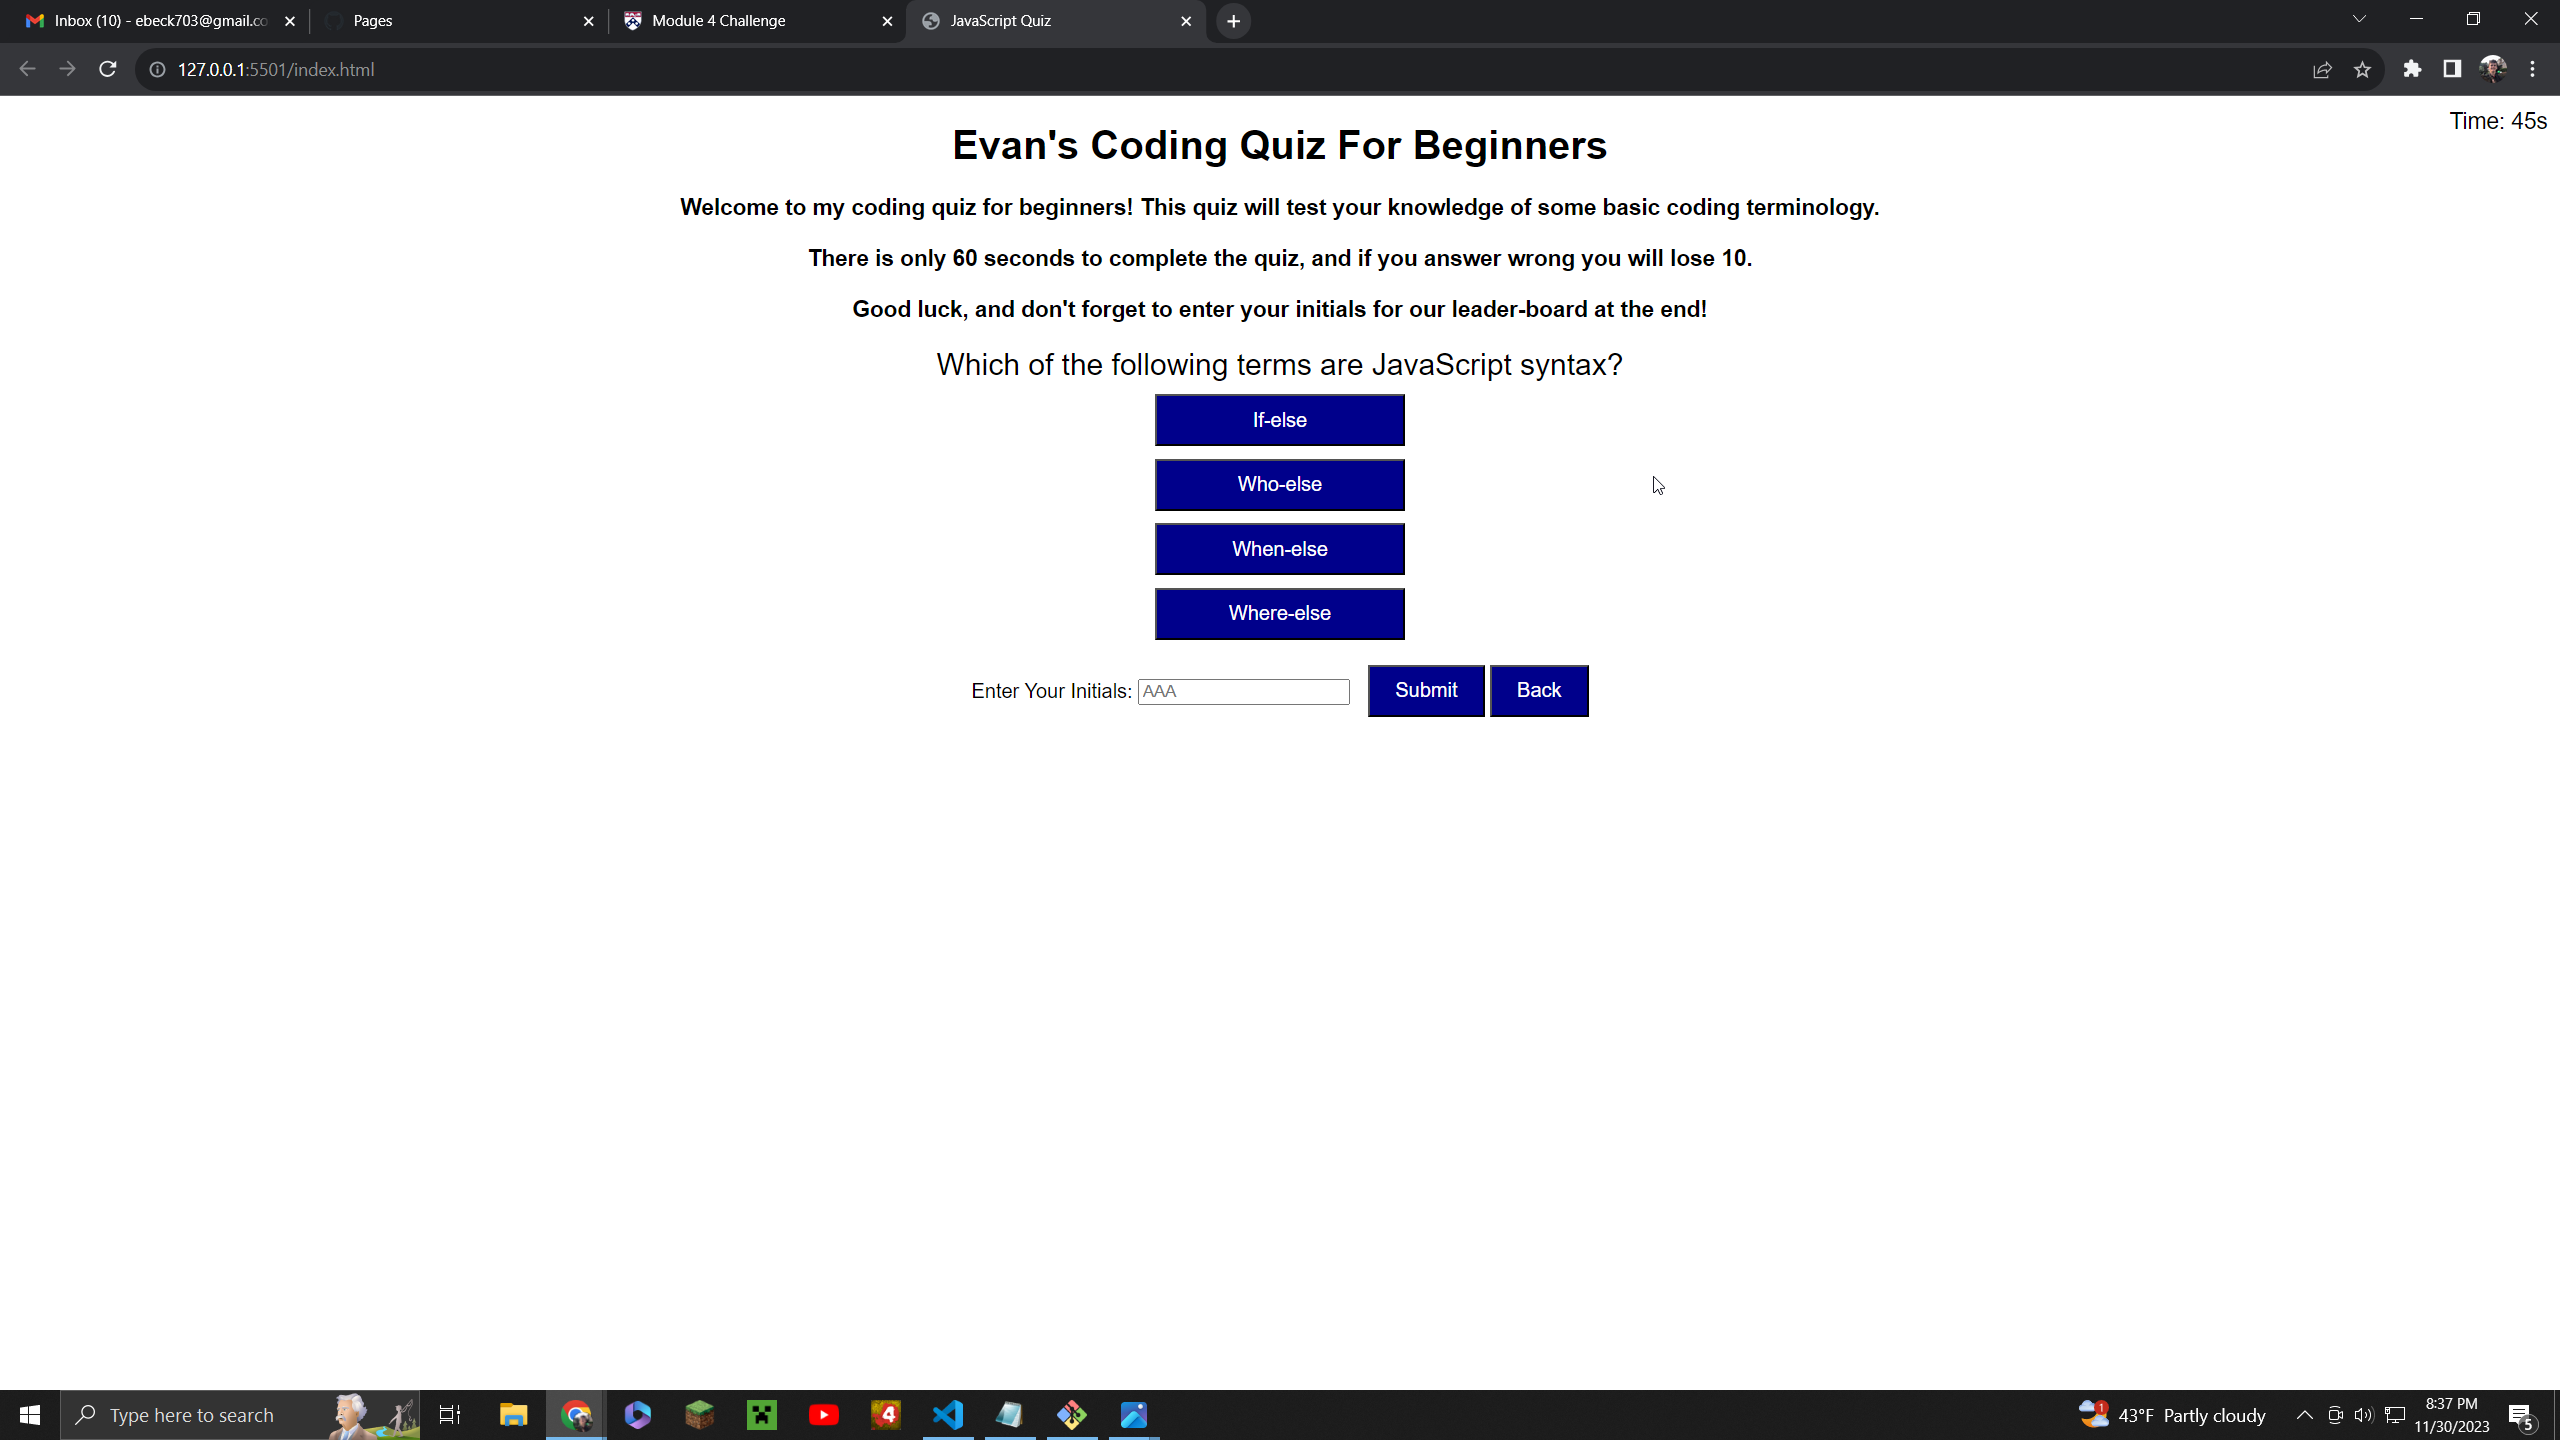 Inbox (10) - ebeck703@gmail.co
Pages
Module 4 Challenge
JavaScript Quiz
127.0.0.1:5501/index.html
Time: 45s
Evan's Coding Quiz For Beginners
Welcome to my coding quiz for beginners! This quiz will test your knowledge of some basic coding terminology.
There is only 60 seconds to complete the quiz, and if you answer wrong you will lose 10.
Good luck, and don't forget to enter your initials for our leader-board at the end!
Which of the following terms are JavaScript syntax?
If-else
Who-else
When-else
Where-else
Enter Your Initials: AAA Submit Back
Type here to search
4
1
43°F Partly cloudy
8:37 PM
11/30/2023
5